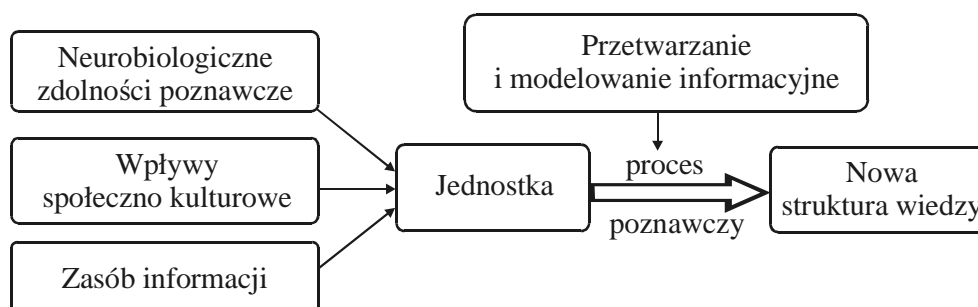 Neurobiologiczne
zdolności poznawcze
Wpływy
społeczno kulturowe
Zasób informacji
Jednostka
Przetwarzanie
i modelowanie informacyjne
proces
poznawczy
Nowa
struktura wiedzy